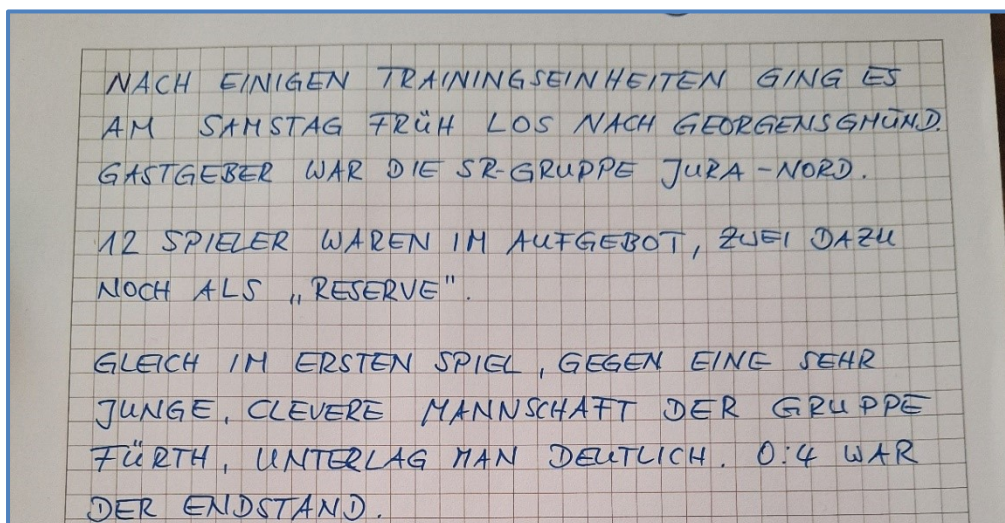 NACH EINIGEN TRAININGSEINHEITEN GING ES
AM SAMSTAG FRÜH LOS NACH GEORGENSGMÜND.
GASTGEBER WAR DIE SR-GRUPPE JURA-NORD.
12 SPIELER WAREN IM AUFGEBOT, ZWEI DAZU
NOCH ALS „RESERVE".
GLEICH IM ERSTEN SPIEL, GEGEN EINE SEHR
JUNGE, CLEVERE MANNSCHAFT DER GRUPPE
FÜRTH, UNTERLAG MAN DEUTLICH. 0:4 WAR
DER ENDSTAND.